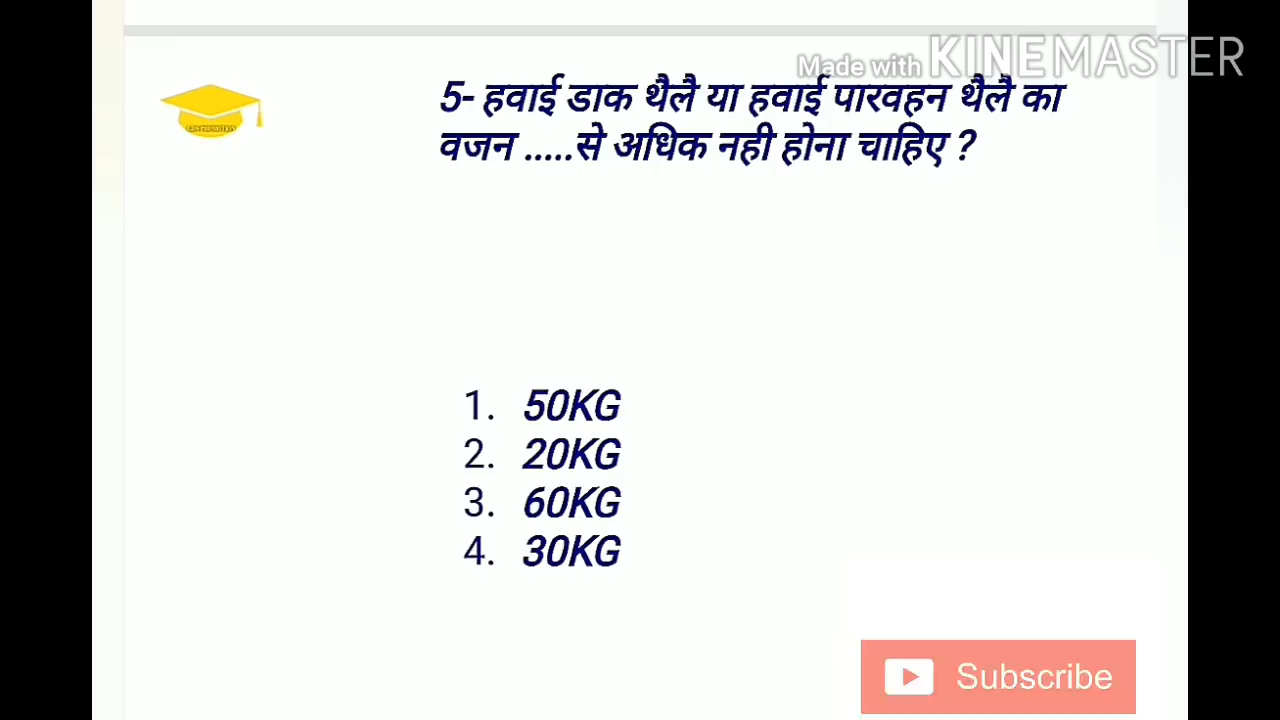 Made with KINEMASTER
5- हवाई डाक थैलै या हवाई पारवहन थैलै का
वजन .....से अधिक नही होना चाहिए ?
1. 50KG
2. 20KG
3. 60KG
4. 30KG
Subscribe